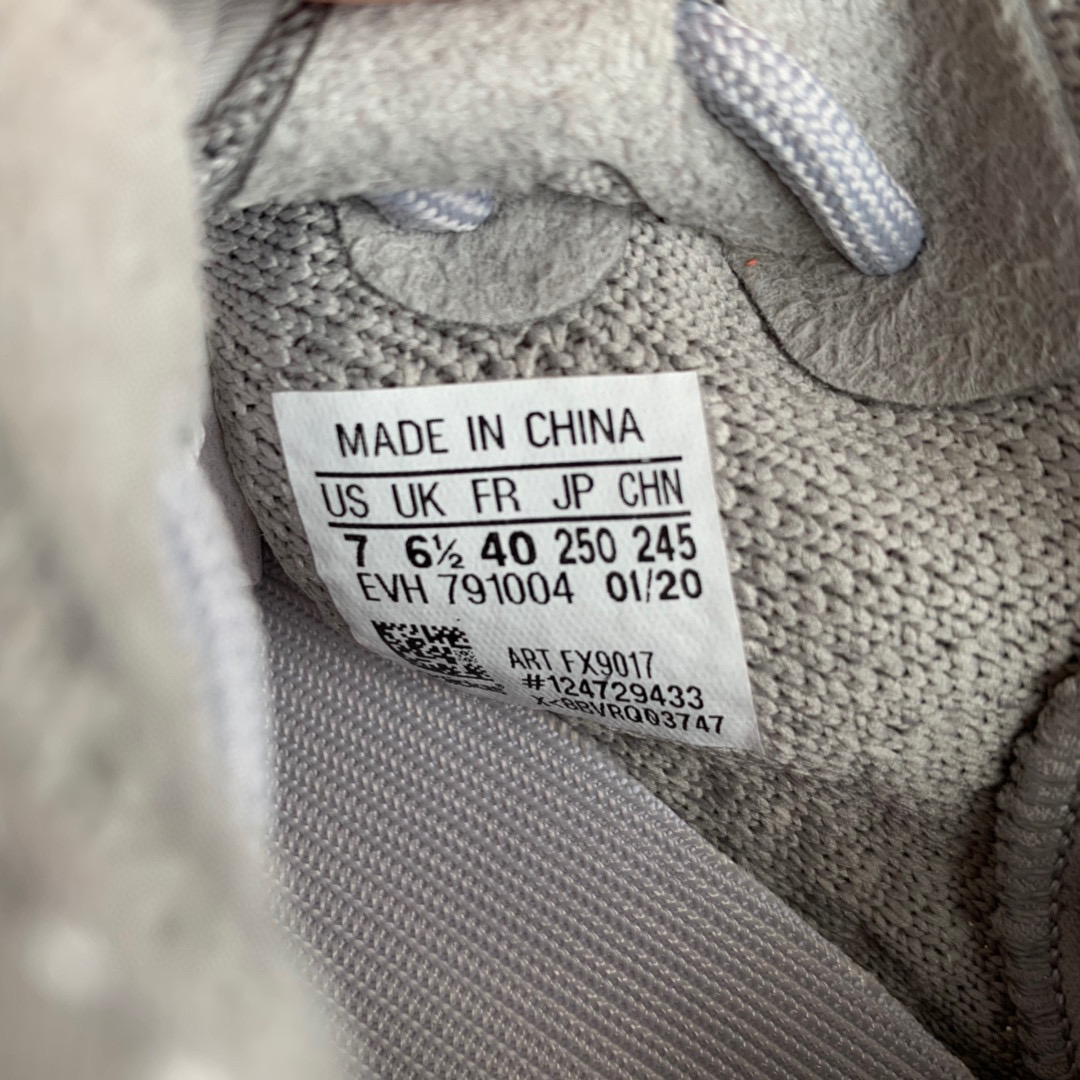 MADE IN CHINA
US UK FR JP CHN
7 6½ 40 250 245
EVH 791004 01/20
ART FX9017
#124729433